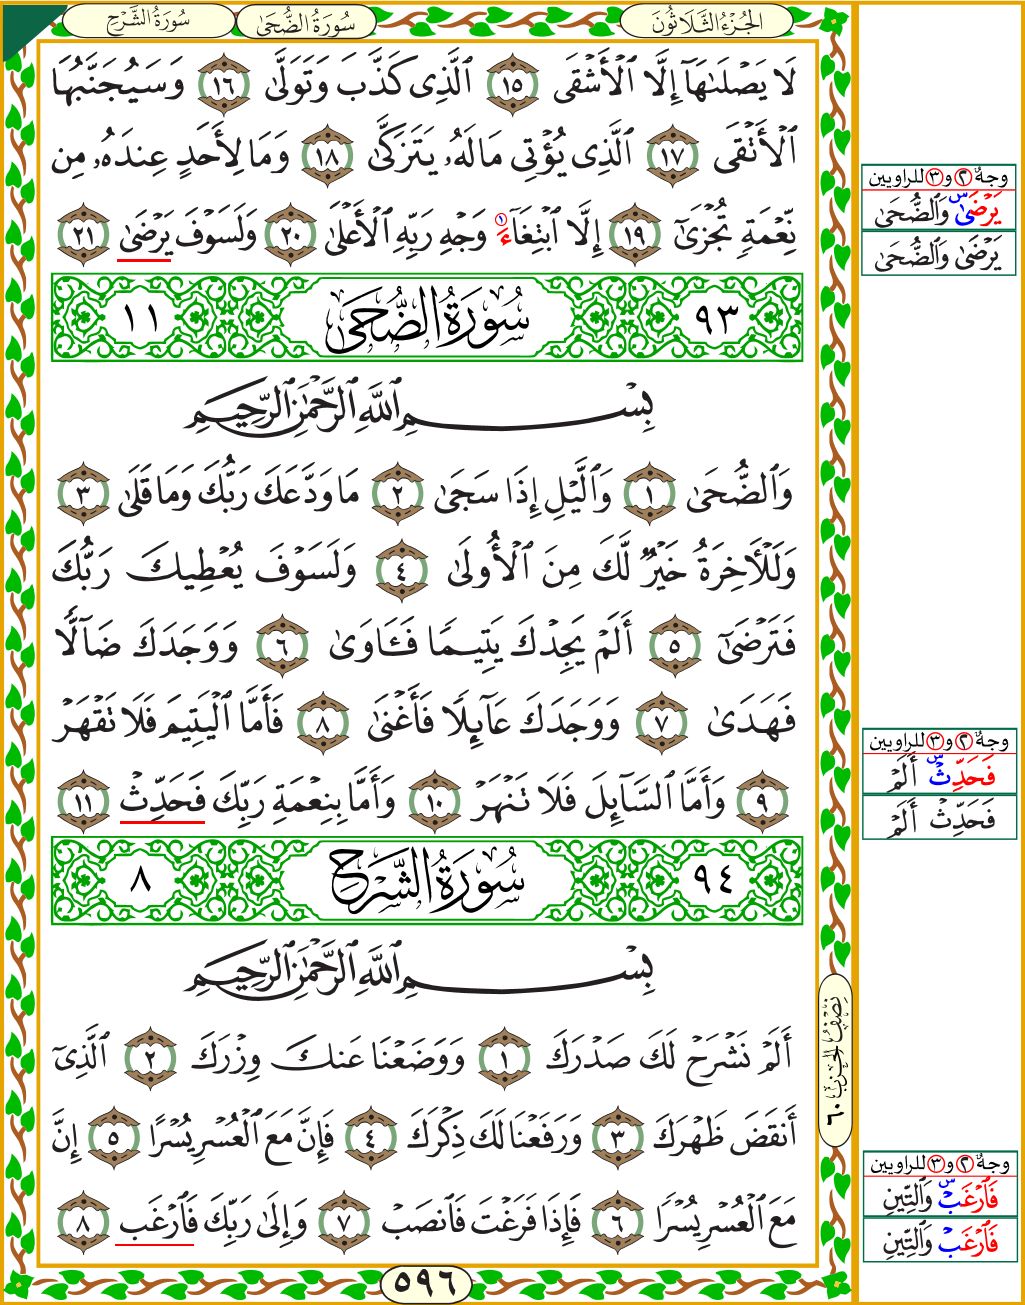 الجُزْءُ الثَّلَاثُونَ
سُورَةُ الضُّحَىٰ
سُورَةُ الشَّرْحِ
لَا يَصْلَىٰهَآ إِلَّا ٱلْأَشْقَى ١٥ ٱلَّذِى كَذَّبَ وَتَوَلَّىٰ ١٦ وَسَيُجَنَّبُهَا
ٱلْأَتْقَى ١٧ ٱلَّذِى يُؤْتِى مَالَهُۥ يَتَزَكَّىٰ ١٨ وَمَا لِأَحَدٍ عِندَهُۥ مِن
نِّعْمَةٍ تُجْزَىٰٓ ١٩ إِلَّا ٱبْتِغَآءَ ١ وَجْهِ رَبِّهِ ٱلْأَعْلَىٰ ٢٠ وَلَسَوْفَ يَرْضَىٰ ٢١
٩٣ سُورَةُ الضُّحَىٰ ١١
بِسْمِ ٱللَّهِ ٱلرَّحْمَٰنِ ٱلرَّحِيمِ
وَٱلضُّحَىٰ ١ وَٱلَّيْلِ إِذَا سَجَىٰ ٢ مَا وَدَّعَكَ رَبُّكَ وَمَا قَلَىٰ ٣
وَلَلْأَخِرَةُ خَيْرٌ لَّكَ مِنَ ٱلْأُولَىٰ ٤ وَلَسَوْفَ يُعْطِيكَ رَبُّكَ
فَتَرْضَىٰٓ ٥ أَلَمْ يَجِدْكَ يَتِيمًا فَـَٔاوَىٰ ٦ وَوَجَدَكَ ضَآلًّا
فَهَدَىٰ ٧ وَوَجَدَكَ عَآئِلًا فَأَغْنَىٰ ٨ فَأَمَّا ٱلْيَتِيمَ فَلَا تَقْهَرْ
٩ وَأَمَّا ٱلسَّآئِلَ فَلَا تَنْهَرْ ١٠ وَأَمَّا بِنِعْمَةِ رَبِّكَ فَحَدِّثْ ١١
٩٤ سُورَةُ الشَّرْحِ ٨
بِسْمِ ٱللَّهِ ٱلرَّحْمَٰنِ ٱلرَّحِيمِ
أَلَمْ نَشْرَحْ لَكَ صَدْرَكَ ١ وَوَضَعْنَا عَنكَ وِزْرَكَ ٢ ٱلَّذِىٓ
أَنقَضَ ظَهْرَكَ ٣ وَرَفَعْنَا لَكَ ذِكْرَكَ ٤ فَإِنَّ مَعَ ٱلْعُسْرِ يُسْرًا ٥ إِنَّ
مَعَ ٱلْعُسْرِ يُسْرًا ٦ فَإِذَا فَرَغْتَ فَٱنصَبْ ٧ وَإِلَىٰ رَبِّكَ فَٱرْغَب ٨
٥٩٦
وجهُ ٢ و ٣ للراويين
يَرْضَىٰ س وَٱلضُّحَىٰ
يَرْضَىٰ وَٱلضُّحَىٰ
وجهُ ٢ و ٣ للراويين
فَحَدِّثْ س أَلَمْ
فَحَدِّثْ أَلَمْ
نصف الحزب ٦٠
وجهُ ٢ و ٣ للراويين
فَٱرْغَبْ س وَٱلتِّينِ
فَٱرْغَبْ وَٱلتِّينِ